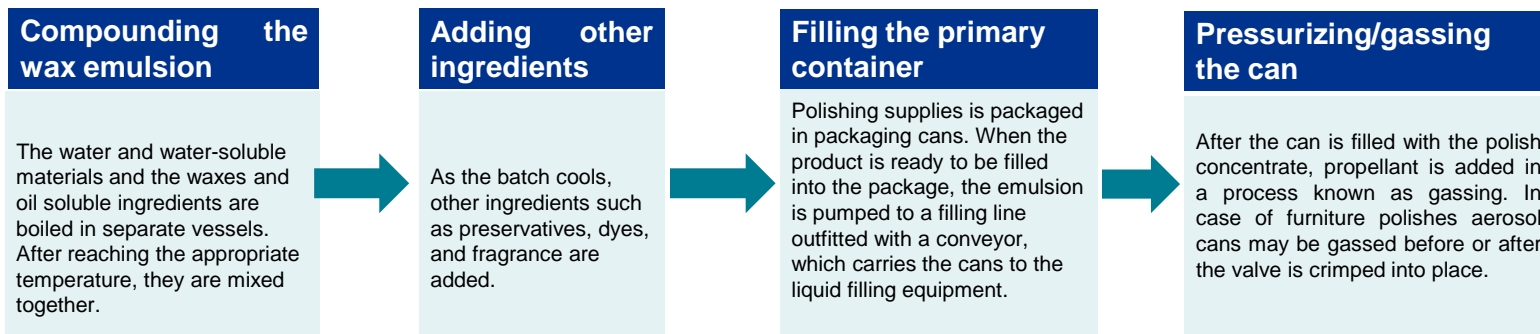 Compounding the
wax emulsion
The water and water-soluble
materials and the waxes and
oil soluble ingredients are
boiled in separate vessels.
After reaching the appropriate
temperature, they are mixed
together.
Adding other
ingredients
As the batch cools,
other ingredients such
as preservatives, dyes,
and fragrance are
added.
Filling the primary
container
Polishing supplies is packaged
in packaging cans. When the
product is ready to be filled
into the package, the emulsion
is pumped to a filling line
outfitted with a conveyor,
which carries the cans to the
liquid filling equipment.
Pressurizing/gassing
the can
After the can is filled with the polish
concentrate, propellant is added in
a process known as gassing. In
case of furniture polishes aerosol
cans may be gassed before or after
the valve is crimped into place.